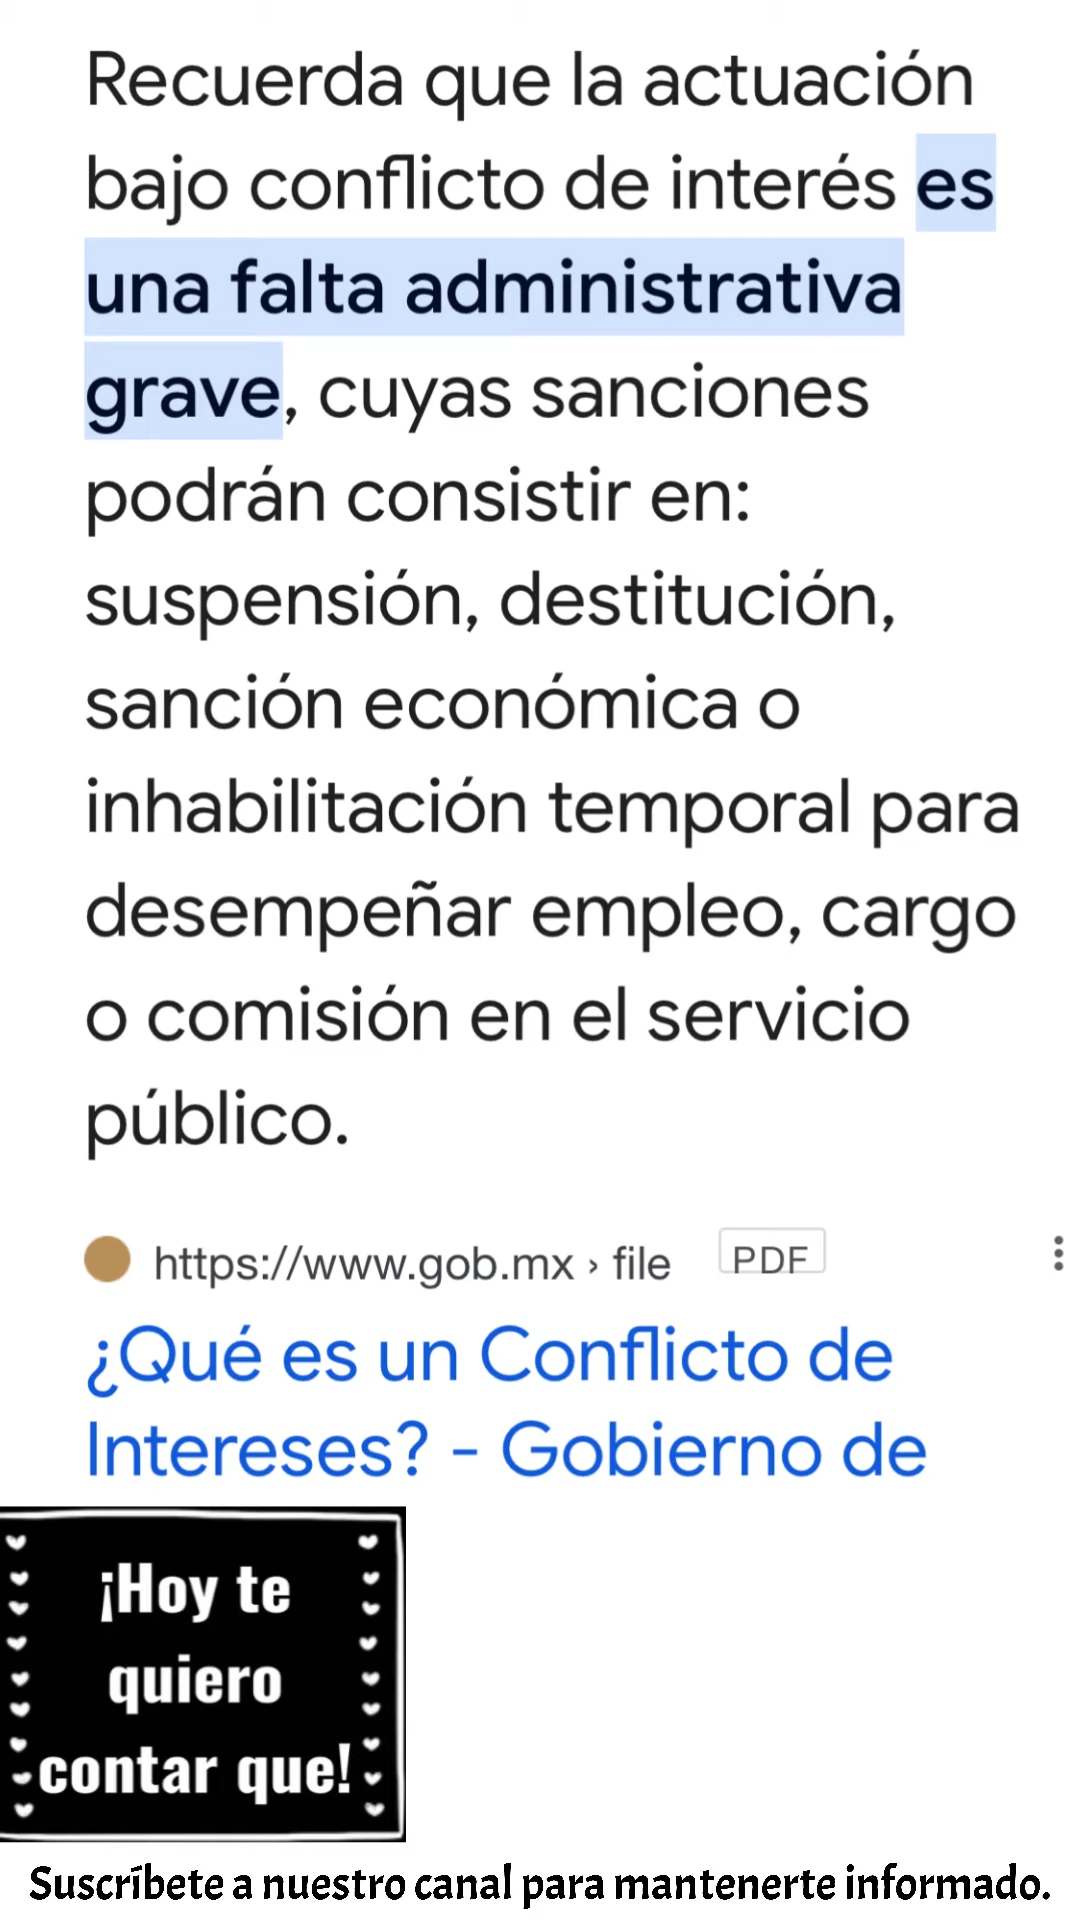 Recuerda que la actuación
bajo conflicto de interés es
una falta administrativa
grave, cuyas sanciones
podrán consistir en:
suspensión, destitución,
sanción económica o
inhabilitación temporal para
desempeñar empleo, cargo
o comisión en el servicio
público.
https://www.gob.mx › file PDF
¿Qué es un Conflicto de
Intereses? - Gobierno de
¡Hoy te
quiero
contar que!
Suscríbete a nuestro canal para mantenerte informado.